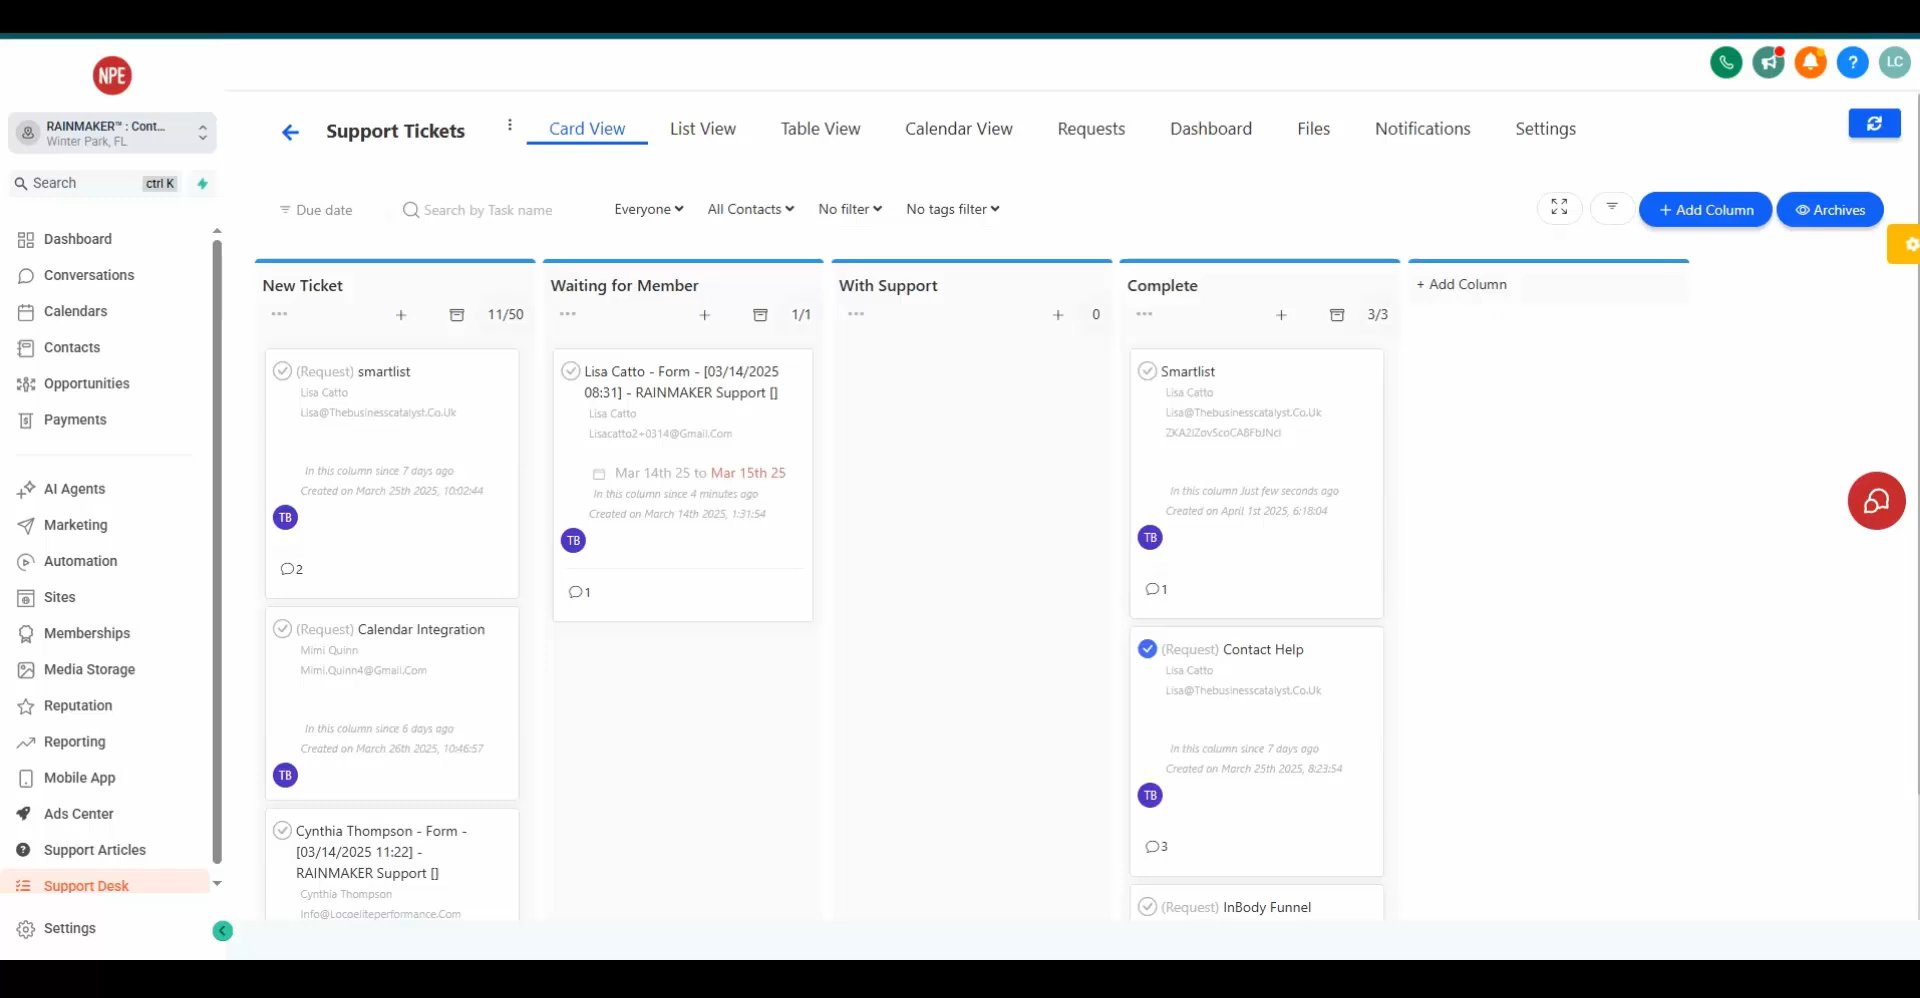 NPE
RAINMAKER™ : Cont...
Winter Park, FL
Search
ctrl K
Dashboard
Conversations
Calendars
Contacts
Opportunities
Payments
AI Agents
Marketing
Automation
Sites
Memberships
Media Storage
Reputation
Reporting
Mobile App
Ads Center
Support Articles
Support Desk
Settings
LC
Support Tickets
Card View
List View
Table View
Calendar View
Requests
Dashboard
Files
Notifications
Settings
Due date
Search by Task name
Everyone
All Contacts
No filter
No tags filter
+ Add Column
Archives
New Ticket
11/50
(Request) smartlist
Lisa Catto
Lisa@Thebusinesscatalyst.Co.Uk
In this column since 7 days ago
Created on March 25th 2025, 10:02:44
TB
2
(Request) Calendar Integration
Mimi Quinn
Mimi.Quinn4@Gmail.Com
In this column since 6 days ago
Created on March 26th 2025, 10:46:57
TB
Cynthia Thompson - Form -
[03/14/2025 11:22] -
RAINMAKER Support []
Cynthia Thompson
Info@Locoeliteperformance.Com
Waiting for Member
1/1
Lisa Catto - Form - [03/14/2025
08:31] - RAINMAKER Support []
Lisa Catto
Lisacatto2+0314@Gmail.Com
Mar 14th 25 to Mar 15th 25
In this column since 4 minutes ago
Created on March 14th 2025, 1:31:54
TB
1
With Support
0
Complete
3/3
Smartlist
Lisa Catto
Lisa@Thebusinesscatalyst.Co.Uk
In this column Just few seconds ago
Created on April 1st 2025, 6:18:04
TB
1
(Request) Contact Help
Lisa Catto
Lisa@Thebusinesscatalyst.Co.Uk
In this column since 7 days ago
Created on March 25th 2025, 8:23:54
TB
3
(Request) InBody Funnel
+ Add Column